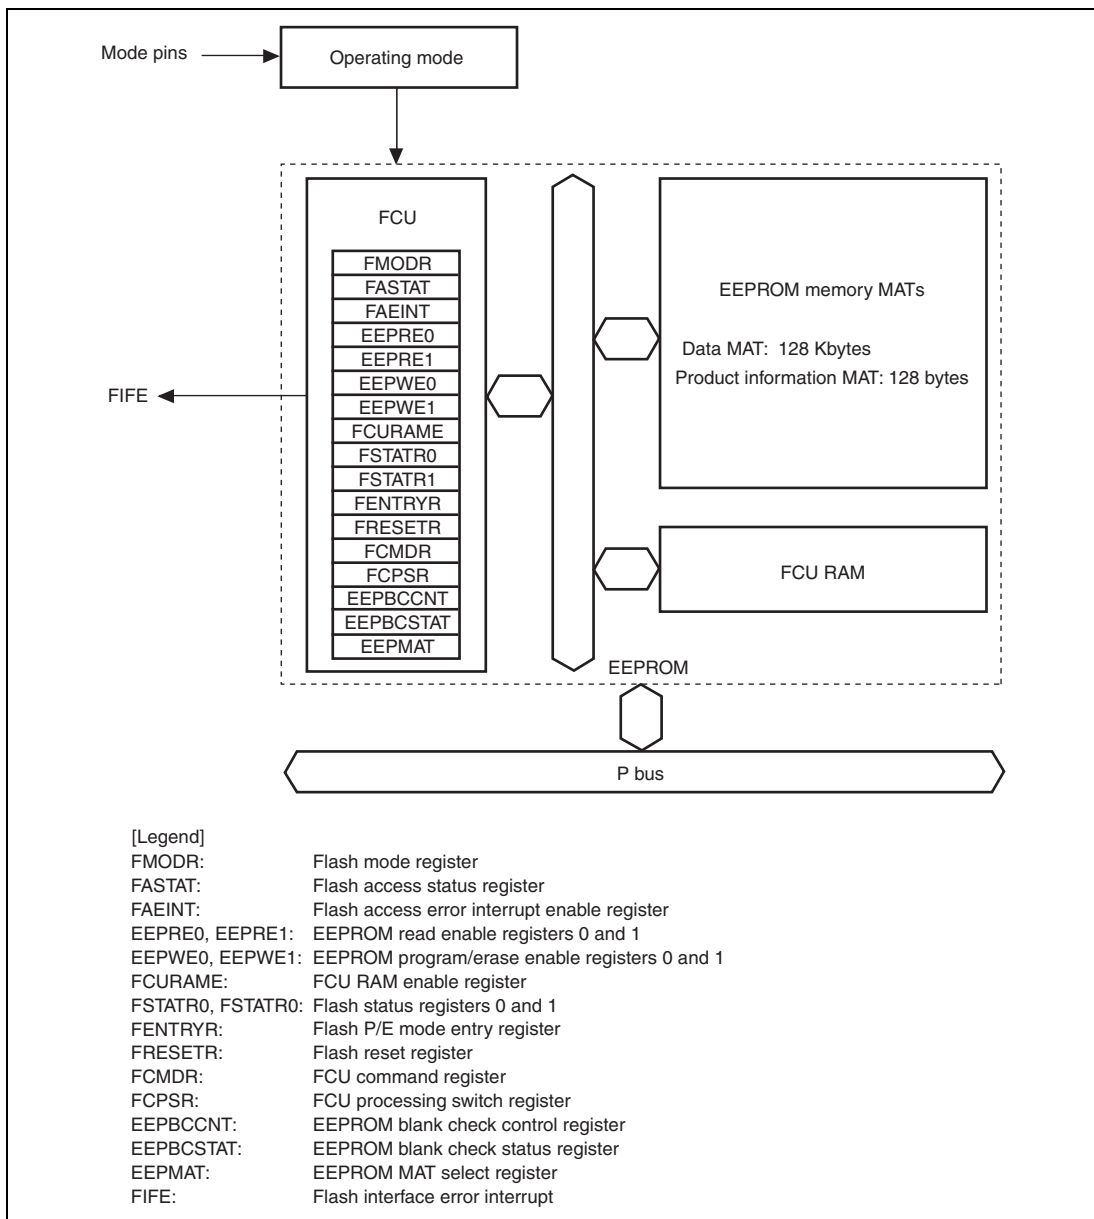 Mode pins
Operating mode
FCU
FMODR
FASTAT
FAEINT
EEPRE0
EEPRE1
EEPWE0
EEPWE1
FCURAME
FSTATR0
FSTATR1
FENTRYR
FRESETR
FCMDR
FCPSR
EEPBCCNT
EEPBCSTAT
EEPMAT
FIFE
EEPROM memory MATs
Data MAT: 128 Kbytes
Product information MAT: 128 bytes
FCU RAM
EEPROM
P bus
[Legend]
FMODR: Flash mode register
FASTAT: Flash access status register
FAEINT: Flash access error interrupt enable register
EEPRE0, EEPRE1: EEPROM read enable registers 0 and 1
EEPWE0, EEPWE1: EEPROM program/erase enable registers 0 and 1
FCURAME: FCU RAM enable register
FSTATR0, FSTATR0: Flash status registers 0 and 1
FENTRYR: Flash P/E mode entry register
FRESETR: Flash reset register
FCMDR: FCU command register
FCPSR: FCU processing switch register
EEPBCCNT: EEPROM blank check control register
EEPBCSTAT: EEPROM blank check status register
EEPMAT: EEPROM MAT select register
FIFE: Flash interface error interrupt